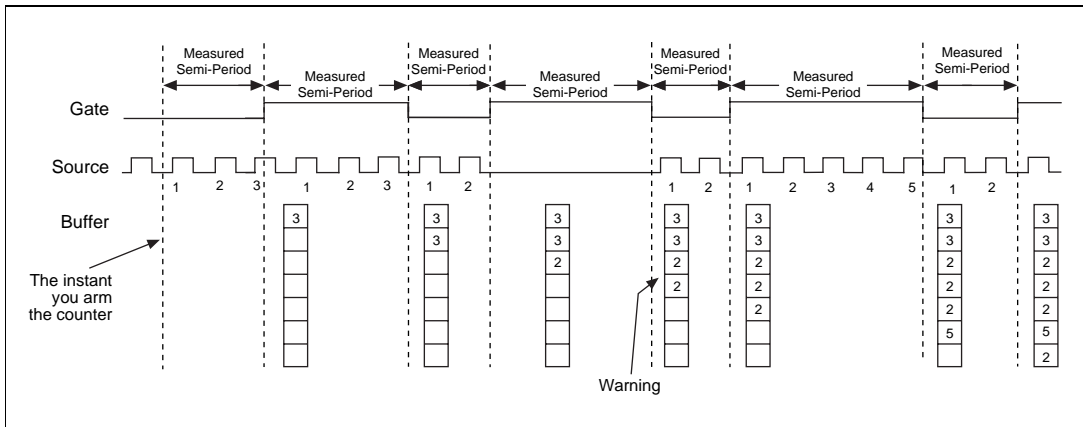 Measured
Semi-Period
Measured
Semi-Period
Measured
Semi-Period
Measured
Semi-Period
Measured
Semi-Period
Measured
Semi-Period
Measured
Semi-Period
Gate
Source
1 2 3 1 2 3 1 2 1 2 1 2 3 4 5 1 2
Buffer
3 3 3 3 3 3 3
3 3 3 3 3 3
2 2 2 2 2
2 2 2 2
2 2 2
5 5
2
The instant
you arm
the counter
Warning